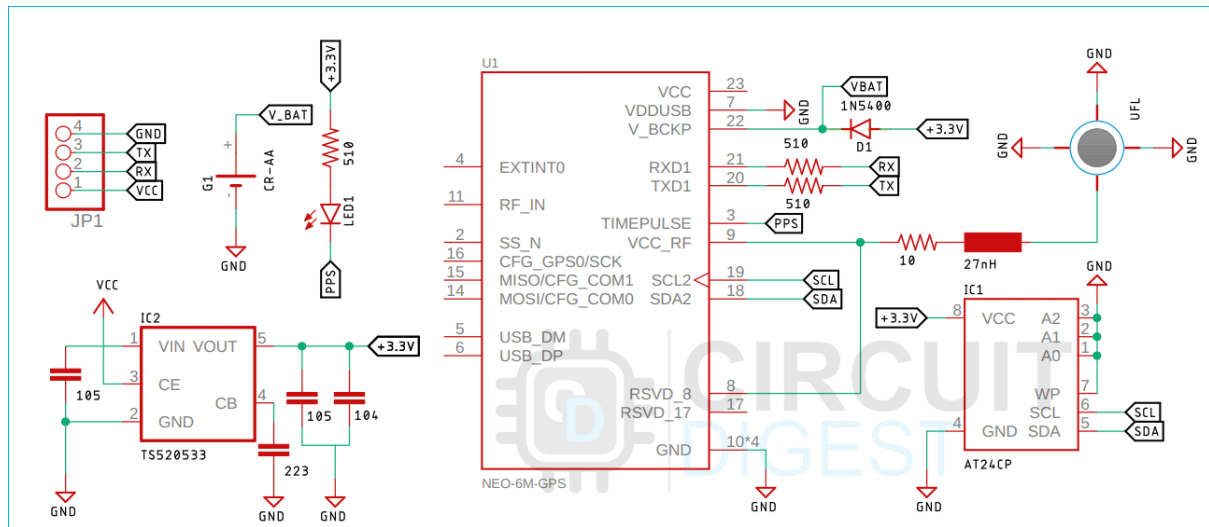 4
3
2
1
GND
TX
RX
VCC
JP1
V_BAT
+
-
G1
CR-AA
GND
+3.3V
510
LED1
PPS
VCC
IC2
1
3
2
VIN VOUT
CE
CB
GND
5
4
TS520533
105
GND
+3.3V
105
104
223
GND
GND
U1
4
11
2
16
15
14
5
6
EXTINT0
RF_IN
SS_N
CFG_GPS0/SCK
MISO/CFG_COM1
MOSI/CFG_COM0
USB_DM
USB_DP
VCC
VDDUSB
V_BCKP
RXD1
TXD1
TIMEPULSE
VCC_RF
SCL2
SDA2
RSVD_8
RSVD_17
GND
23
7
22
21
20
3
9
19
18
8
17
10*4
NEO-6M-GPS
GND
VBAT
1N5400
D1
+3.3V
GND
510
RX
TX
510
PPS
SCL
SDA
10
27nH
GND
GND
GND
UFL
GND
IC1
+3.3V
8
4
VCC
GND
A2
A1
A0
WP
SCL
SDA
3
2
1
7
6
5
SCL
SDA
AT24CP
GND
GND
CD
CIRCUIT
DIGEST